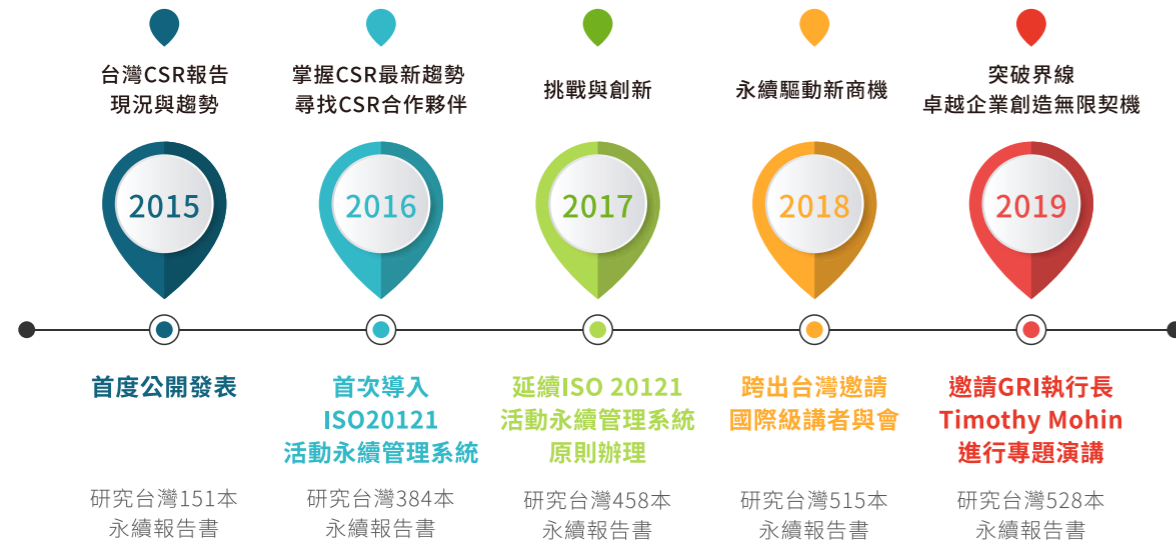 台灣CSR報告
現況與趨勢
掌握CSR最新趨勢
尋找CSR合作夥伴
挑戰與創新
永續驅動新商機
突破界線
卓越企業創造無限契機
2015
2016
2017
2018
2019
首度公開發表
首次導入
ISO20121
活動永續管理系統
延續ISO 20121
活動永續管理系統
原則辦理
跨出台灣邀請
國際級講者與會
邀請GRI執行長
Timothy Mohin
進行專題演講
研究台灣151本
永續報告書
研究台灣384本
永續報告書
研究台灣458本
永續報告書
研究台灣515本
永續報告書
研究台灣528本
永續報告書